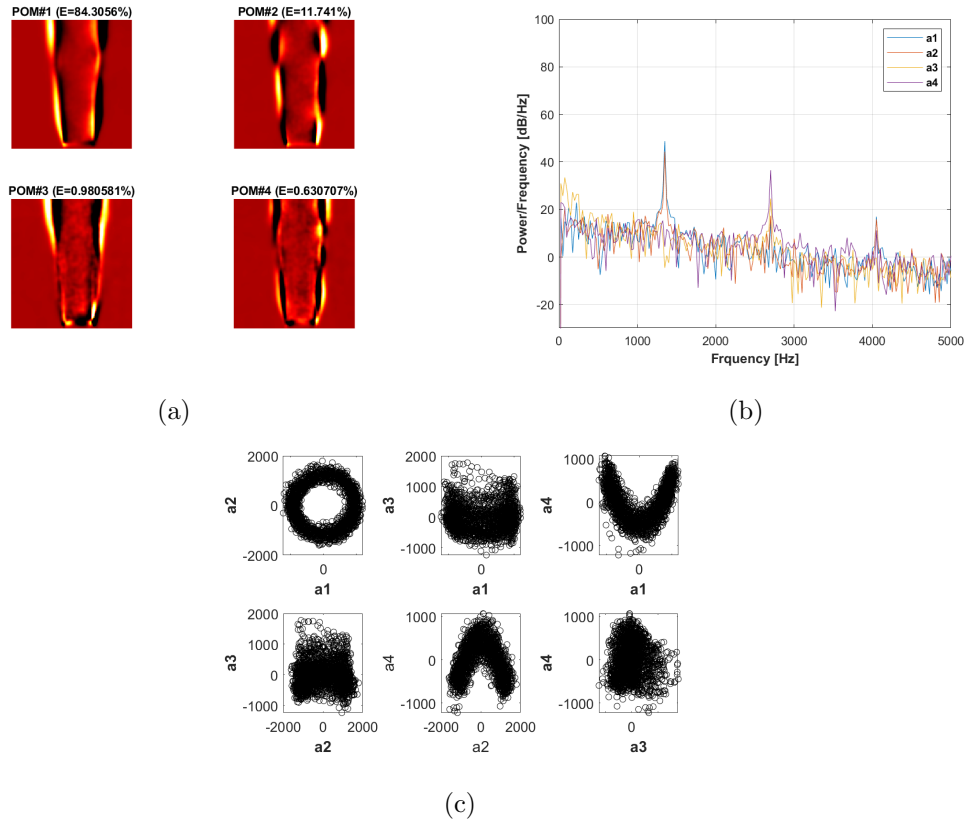 POM#1 (E=84.3056%)
POM#2 (E=11.741%)
POM#3 (E=0.980581%)
POM#4 (E=0.630707%)
(a)
100
80
60
40
20
0
-20
Power/Frequency [dB/Hz]
0 1000 2000 3000 4000 5000
Frquency [Hz]
a1
a2
a3
a4
(b)
2000
0
-2000
a2
0
a1
2000
1000
0
-1000
a3
0
a1
1000
0
-1000
a4
0
a1
2000
1000
0
-1000
a3
-2000 0 2000
a2
1000
0
-1000
a4
-2000 0 2000
a2
1000
0
-1000
a4
0
a3
(c)